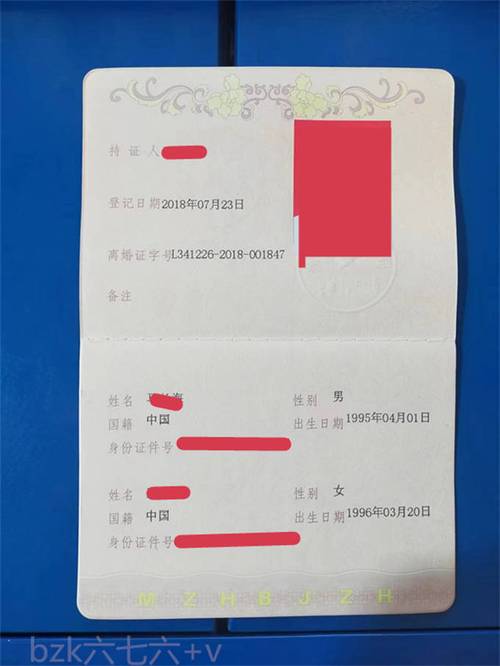 持证人
登记日期 2018年07月23日
离婚证字号 L341226-2018-001847
备注
姓名 性别 男
国籍 中国 出生日期 1995年04月01日
身份证件号
姓名 性别 女
国籍 中国 出生日期 1996年03月20日
身份证件号
M Z H B J Z H
bzk六七六+v